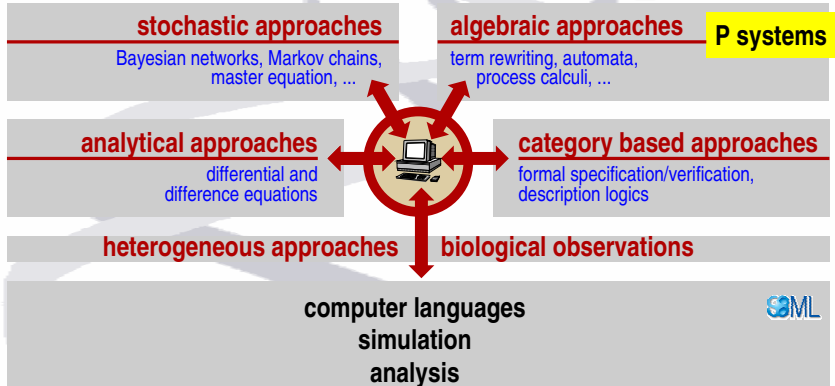 stochastic approaches
Bayesian networks, Markov chains,
master equation, ...
algebraic approaches
term rewriting, automata,
process calculi, ...
P systems
analytical approaches
differential and
difference equations
category based approaches
formal specification/verification,
description logics
heterogeneous approaches
biological observations
computer languages
simulation
analysis
SBML